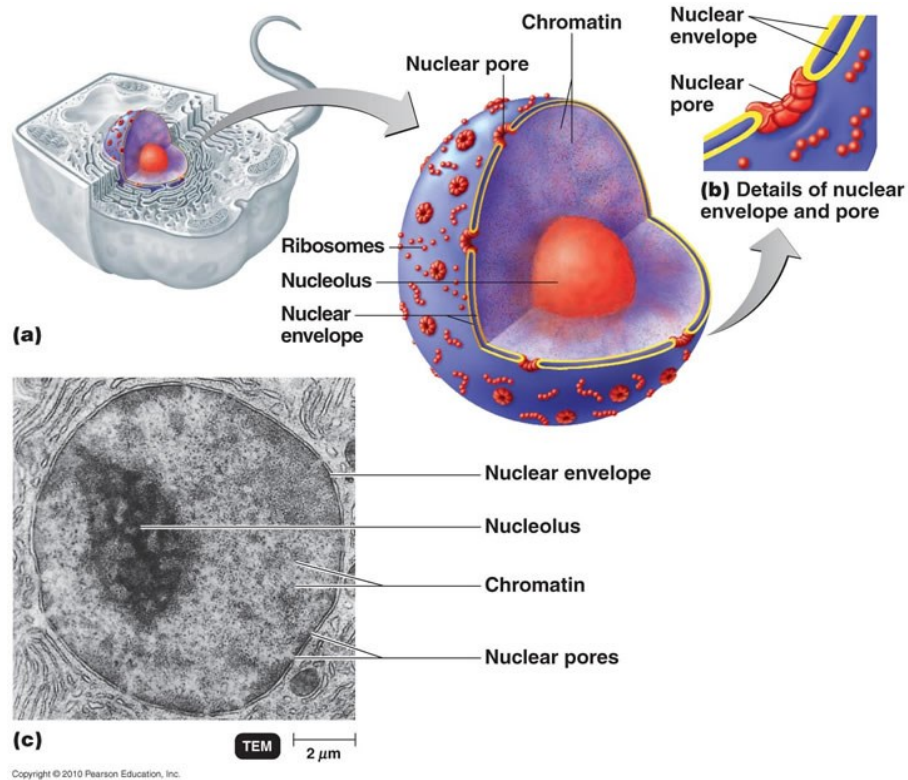 Chromatin
Nuclear pore
Ribosomes
Nucleolus
Nuclear
envelope
(a)
Nuclear
envelope
Nuclear
pore
(b) Details of nuclear
envelope and pore
Nuclear envelope
Nucleolus
Chromatin
Nuclear pores
(c)
TEM
2 μm
Copyright © 2010 Pearson Education, Inc.